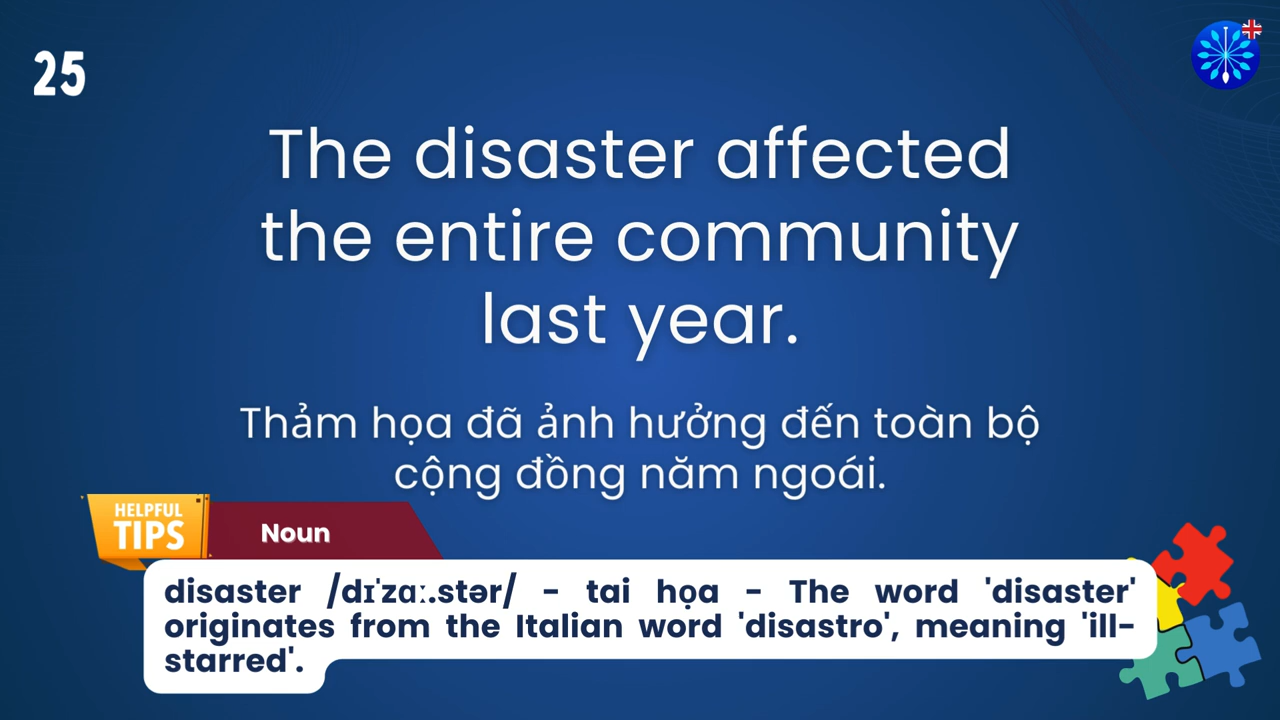 25
The disaster affected
the entire community
last year.
Thảm họa đã ảnh hưởng đến toàn bộ
cộng đồng năm ngoái.
HELPFUL
TIPS
Noun
disaster /dɪˈzɑː.stər/ - tai họa - The word 'disaster'
originates from the Italian word 'disastro', meaning 'ill-
starred'.